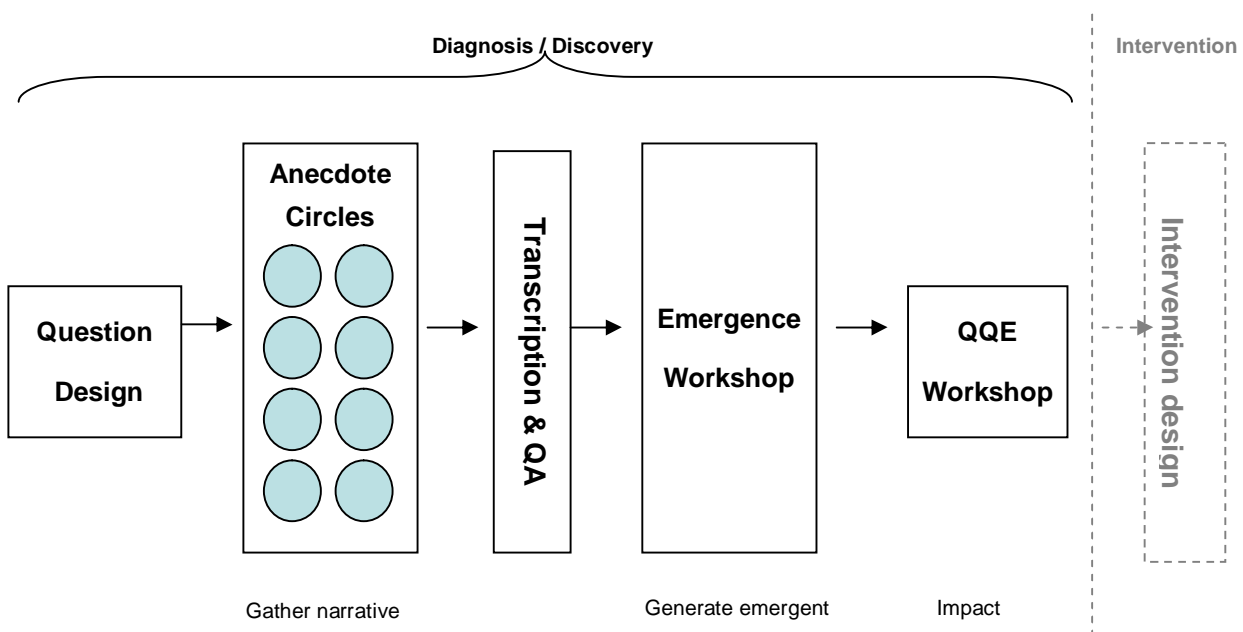 Diagnosis / Discovery
Intervention
Question
Design
Anecdote
Circles
Transcription & QA
Emergence
Workshop
QQE
Workshop
Intervention design
Gather narrative
Generate emergent
Impact